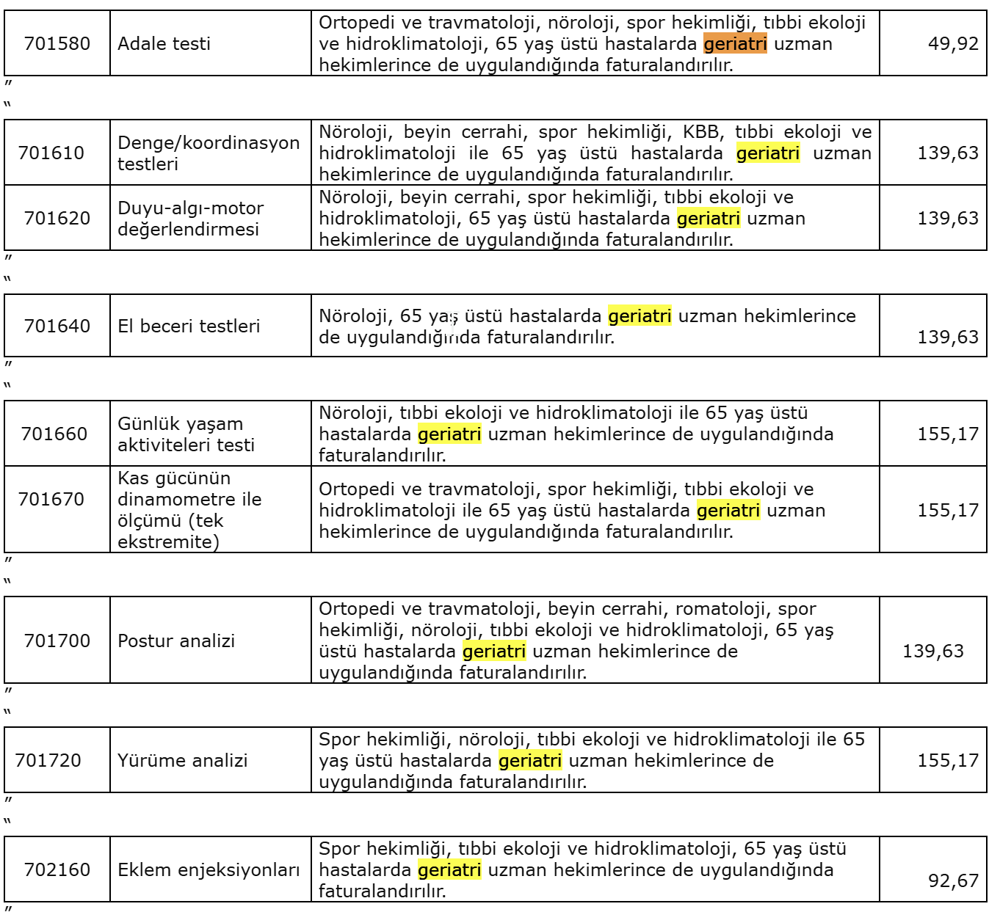 701580 Adale testi Ortopedi ve travmatoloji, nöroloji, spor hekimliği, tıbbi ekoloji
ve hidroklimatoloji, 65 yaş üstü hastalarda geriatri uzman
hekimlerince de uygulandığında faturalandırılır. 49,92
”
“
701610 Denge/koordinasyon
testleri
Nöroloji, beyin cerrahi, spor hekimliği, KBB, tıbbi ekoloji ve
hidroklimatoloji ile 65 yaş üstü hastalarda geriatri uzman
hekimlerince de uygulandığında faturalandırılır.
139,63
701620 Duyu-algı-motor
değerlendirmesi
Nöroloji, beyin cerrahi, spor hekimliği, tıbbi ekoloji ve
hidroklimatoloji, 65 yaş üstü hastalarda geriatri uzman
hekimlerince de uygulandığında faturalandırılır.
139,63
”
“
701640 El beceri testleri
Nöroloji, 65 yaş üstü hastalarda geriatri uzman hekimlerince
de uygulandığında faturalandırılır.
139,63
”
“
701660 Günlük yaşam
aktiviteleri testi
Nöroloji, tıbbi ekoloji ve hidroklimatoloji ile 65 yaş üstü
hastalarda geriatri uzman hekimlerince de uygulandığında
faturalandırılır.
155,17
701670 Kas gücünün
dinamometre ile
ölçümü (tek
ekstremite)
Ortopedi ve travmatoloji, spor hekimliği, tıbbi ekoloji ve
hidroklimatoloji ile 65 yaş üstü hastalarda geriatri uzman
hekimlerince de uygulandığında faturalandırılır.
155,17
”
“
701700 Postur analizi
Ortopedi ve travmatoloji, beyin cerrahi, romatoloji, spor
hekimliği, nöroloji, tıbbi ekoloji ve hidroklimatoloji, 65 yaş
üstü hastalarda geriatri uzman hekimlerince de
uygulandığında faturalandırılır.
139,63
”
“
701720 Yürüme analizi
Spor hekimliği, nöroloji, tıbbi ekoloji ve hidroklimatoloji ile 65
yaş üstü hastalarda geriatri uzman hekimlerince de
uygulandığında faturalandırılır.
155,17
”
“
702160 Eklem enjeksiyonları
Spor hekimliği, tıbbi ekoloji ve hidroklimatoloji, 65 yaş üstü
hastalarda geriatri uzman hekimlerince de uygulandığında
faturalandırılır.
92,67
”